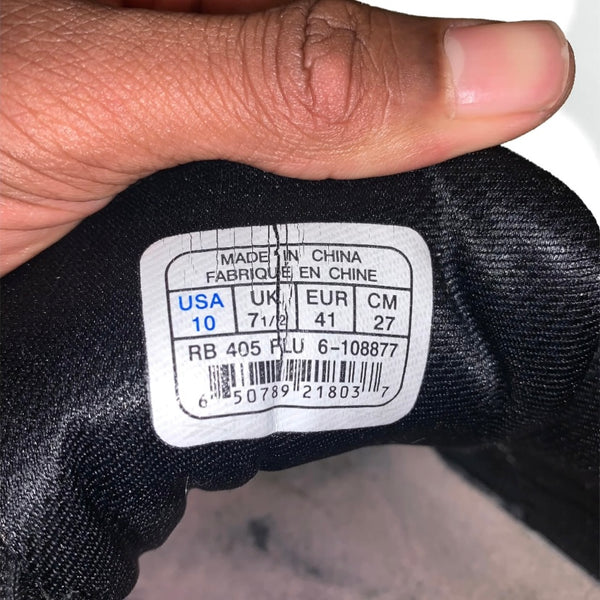 MADE IN CHINA
FABRIQUÉ EN CHINE
USA UK EUR CM
10 7 1/2 41 27
RB 405 FLU 6-108877
6 50789 21803 7